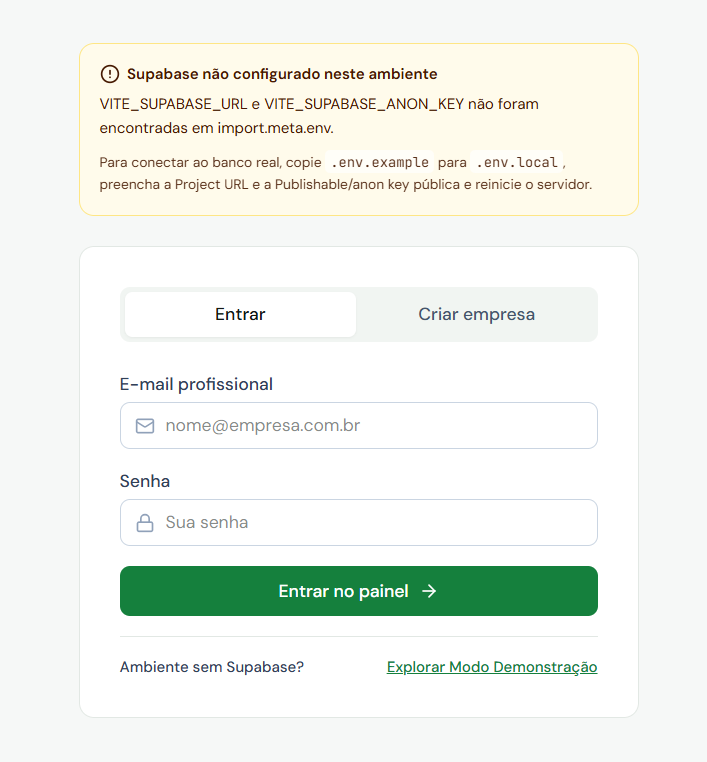 Supabase não configurado neste ambiente
VITE_SUPABASE_URL e VITE_SUPABASE_ANON_KEY não foram
encontradas em import.meta.env.
Para conectar ao banco real, copie .env.example para .env.local,
preencha a Project URL e a Publishable/anon key pública e reinicie o servidor.
Entrar Criar empresa
E-mail profissional
nome@empresa.com.br
Senha
Sua senha
Entrar no painel →
Ambiente sem Supabase? Explorar Modo Demonstração